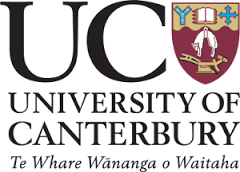 UC
UNIVERSITY OF
CANTERBURY
Te Whare Wānanga o Waitaha